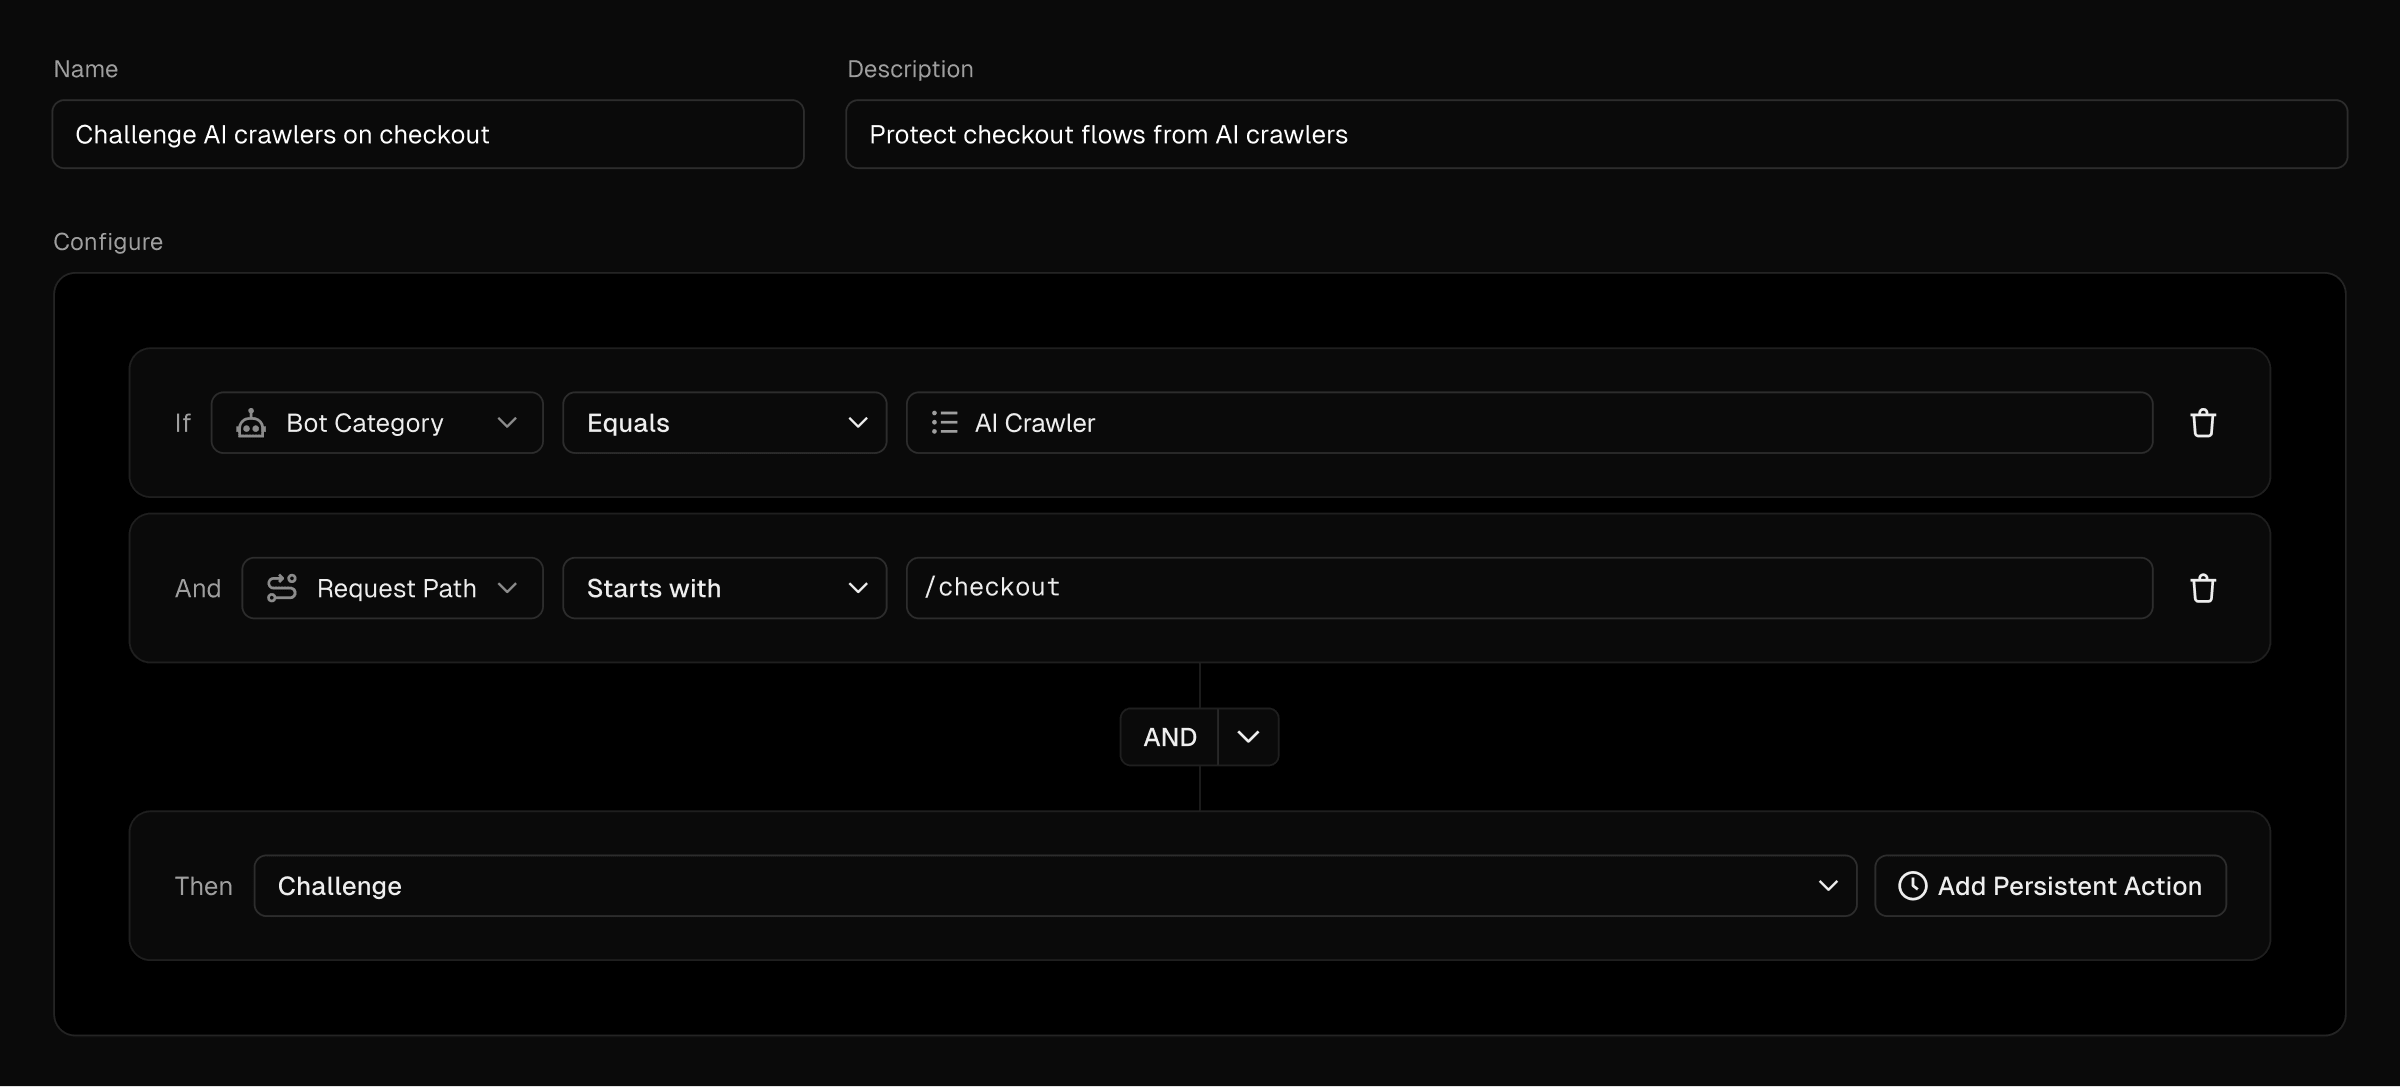 Name
Description
Challenge AI crawlers on checkout
Protect checkout flows from AI crawlers
Configure
If Bot Category Equals AI Crawler
And Request Path Starts with /checkout
AND
Then Challenge Add Persistent Action